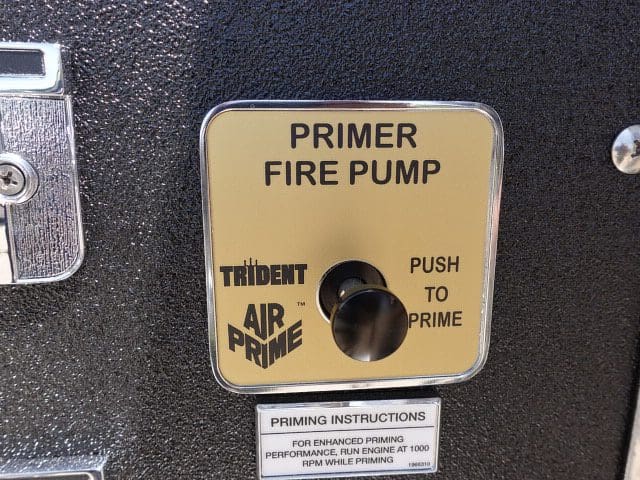 PRIMER
FIRE PUMP
TRIDENT
AIR
PRIME
™
PUSH
TO
PRIME
PRIMING INSTRUCTIONS
FOR ENHANCED PRIMING
PERFORMANCE, RUN ENGINE AT 1000
RPM WHILE PRIMING